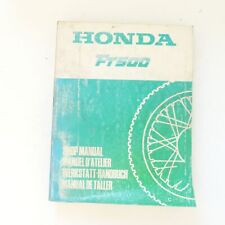 HONDA
FT500
SHOP MANUAL
MANUEL D'ATELIER
WERKSTATT-HANDBUCH
MANUAL DE TALLER